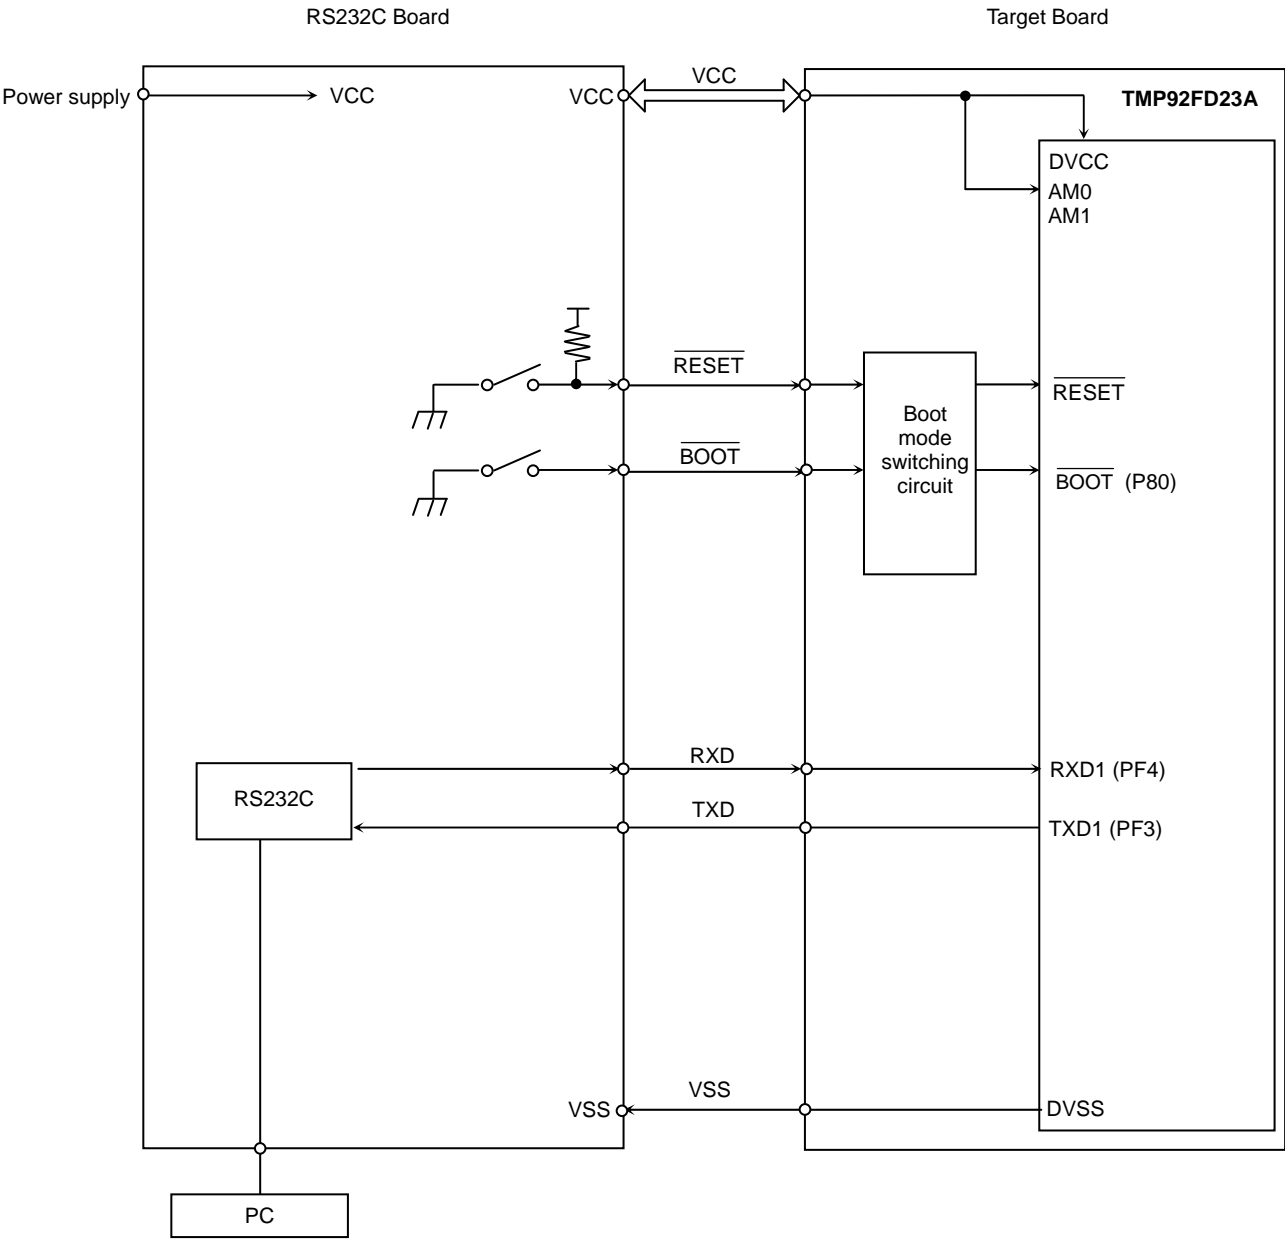 RS232C Board
Target Board
Power supply
VCC
VCC
VCC
TMP92FD23A
DVCC
AM0
AM1
RESET
RESET
BOOT
BOOT (P80)
Boot
mode
switching
circuit
RS232C
RXD
RXD1 (PF4)
TXD
TXD1 (PF3)
VSS
VSS
DVSS
PC